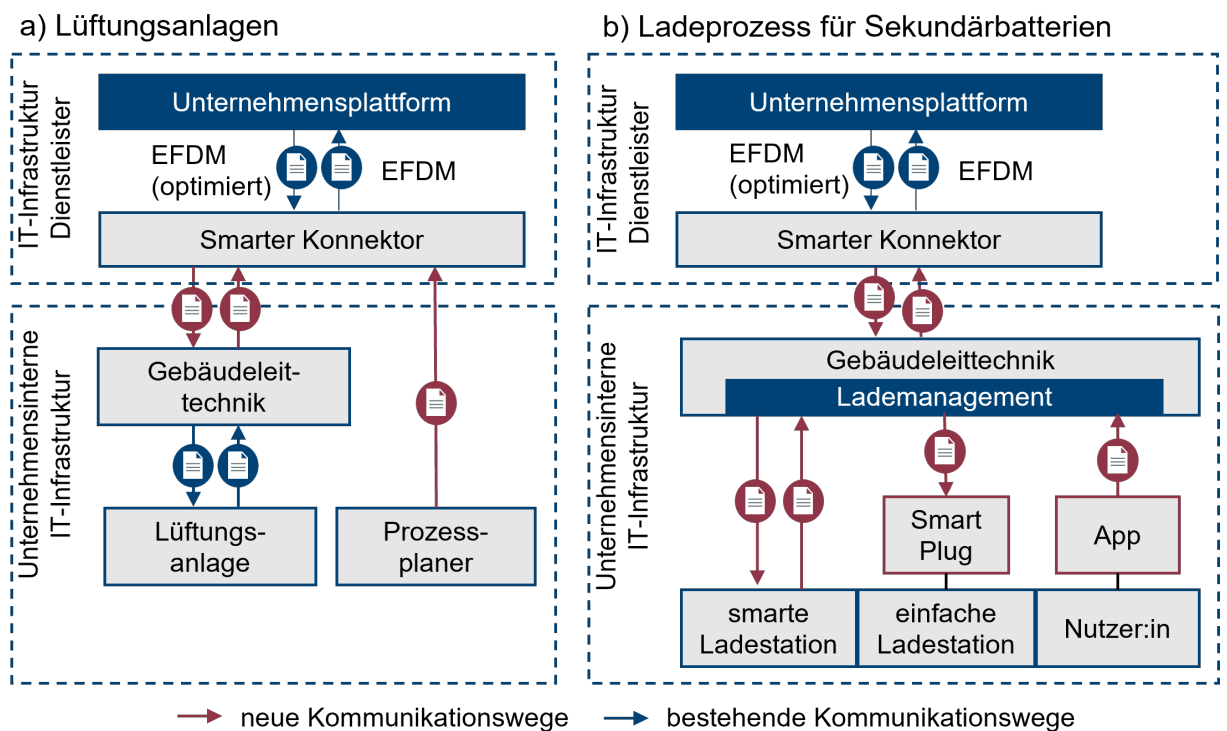 a) Lüftungsanlagen
IT-Infrastruktur
Dienstleister
Unternehmensplattform
EFDM
(optimiert)
EFDM
Smarter Konnektor
Unternehmensinterne
IT-Infrastruktur
Gebäudeleit-
technik
Lüftungs-
anlage
Prozess-
planer
b) Ladeprozess für Sekundärbatterien
IT-Infrastruktur
Dienstleister
Unternehmensplattform
EFDM
(optimiert)
EFDM
Smarter Konnektor
Unternehmensinterne
IT-Infrastruktur
Gebäudeleittechnik
Lademanagement
Smart
Plug
App
smarte
Ladestation
einfache
Ladestation
Nutzer:in
neue Kommunikationswege
bestehende Kommunikationswege